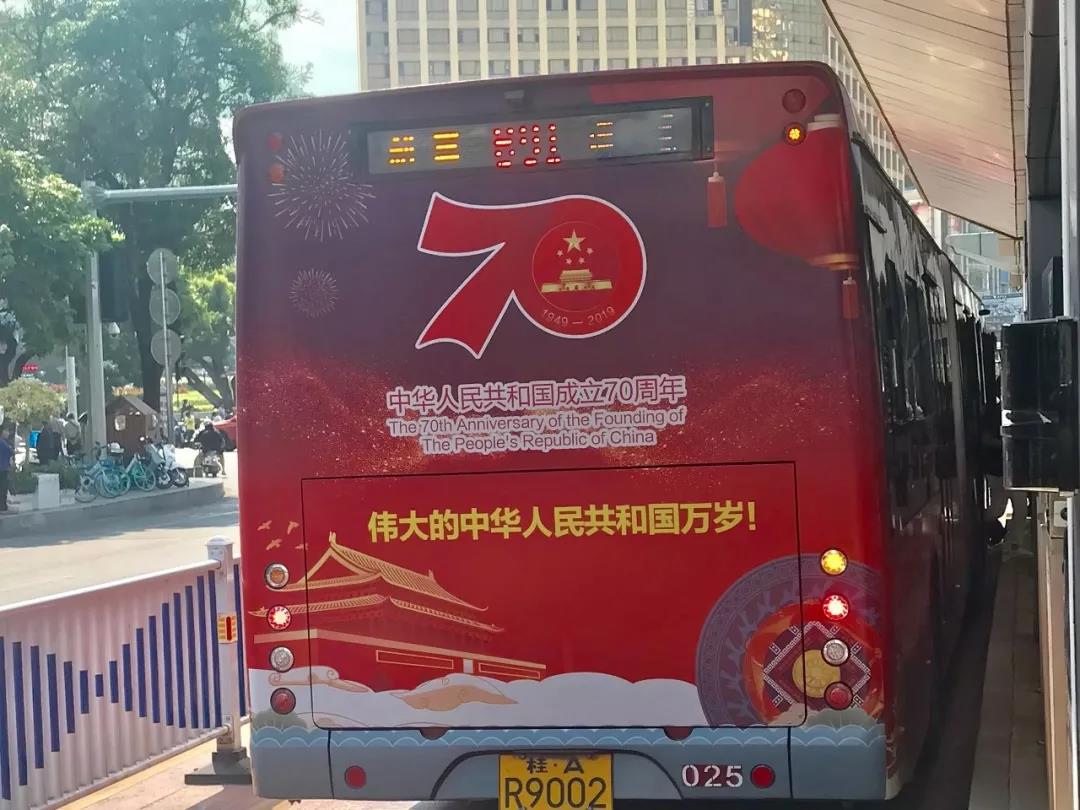 70
1949 — 2019
中华人民共和国成立70周年
The 70th Anniversary of the Founding of
The People's Republic of China
伟大的中华人民共和国万岁!
025
桂·A
R9002